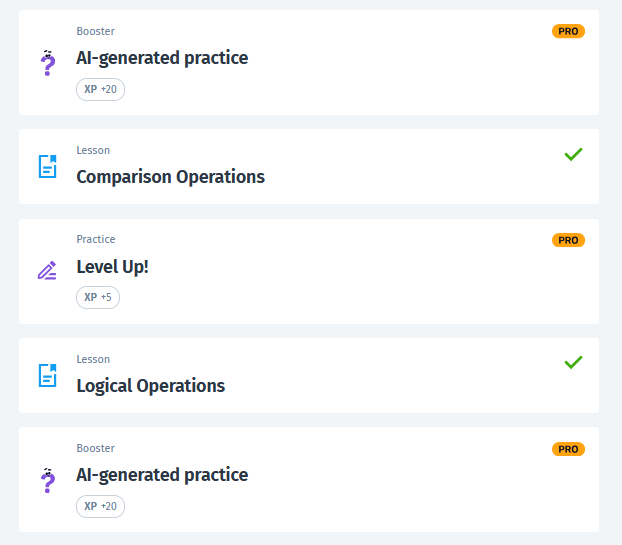 Booster
PRO
AI-generated practice
XP +20
Lesson
Comparison Operations
Practice
PRO
Level Up!
XP +5
Lesson
Logical Operations
Booster
PRO
AI-generated practice
XP +20